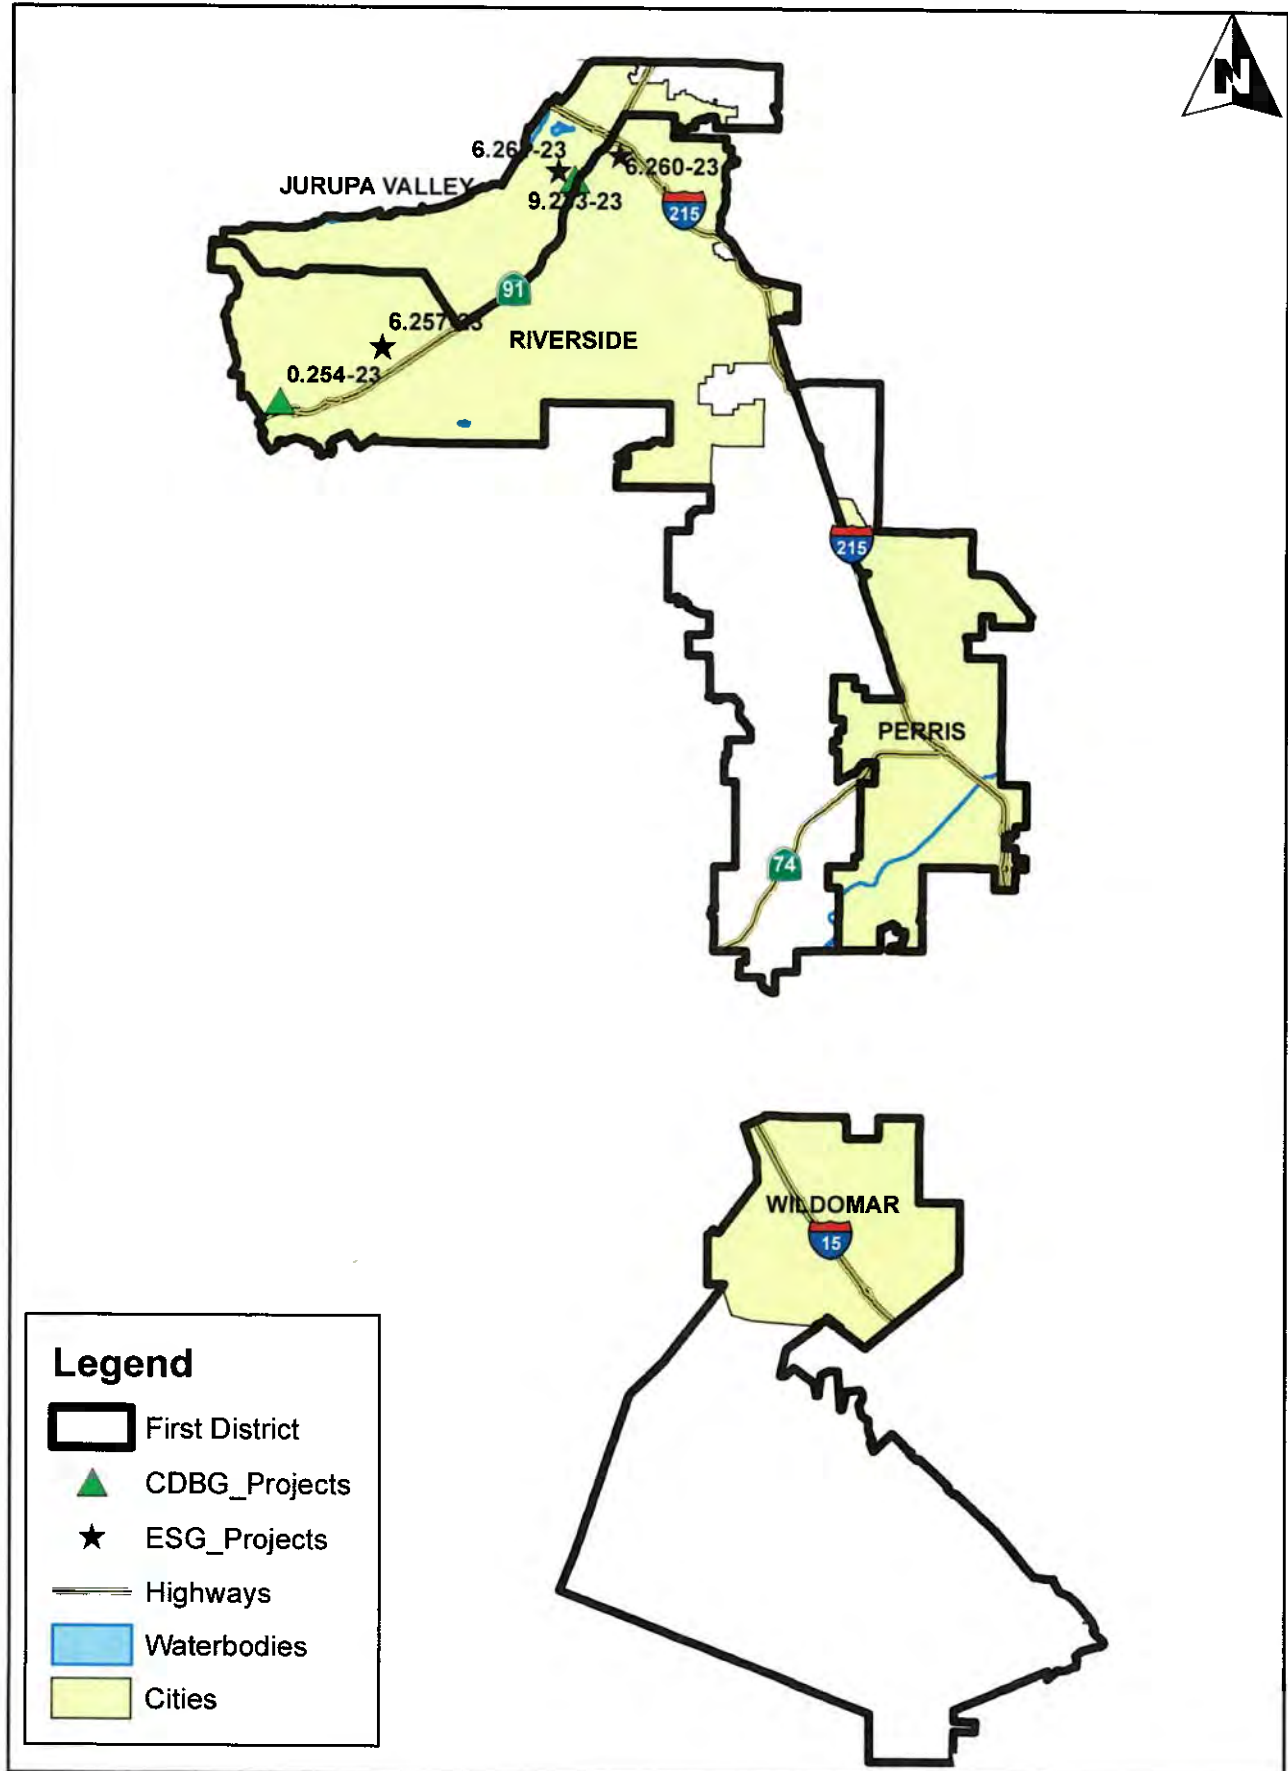 N
6.26
-23
6.260-23
JURUPA VALLEY
9.2
3-23
215
91
6.257-23
RIVERSIDE
0.254-23
215
PERRIS
74
WILDOMAR
15
Legend
First District
CDBG_Projects
ESG_Projects
Highways
Waterbodies
Cities